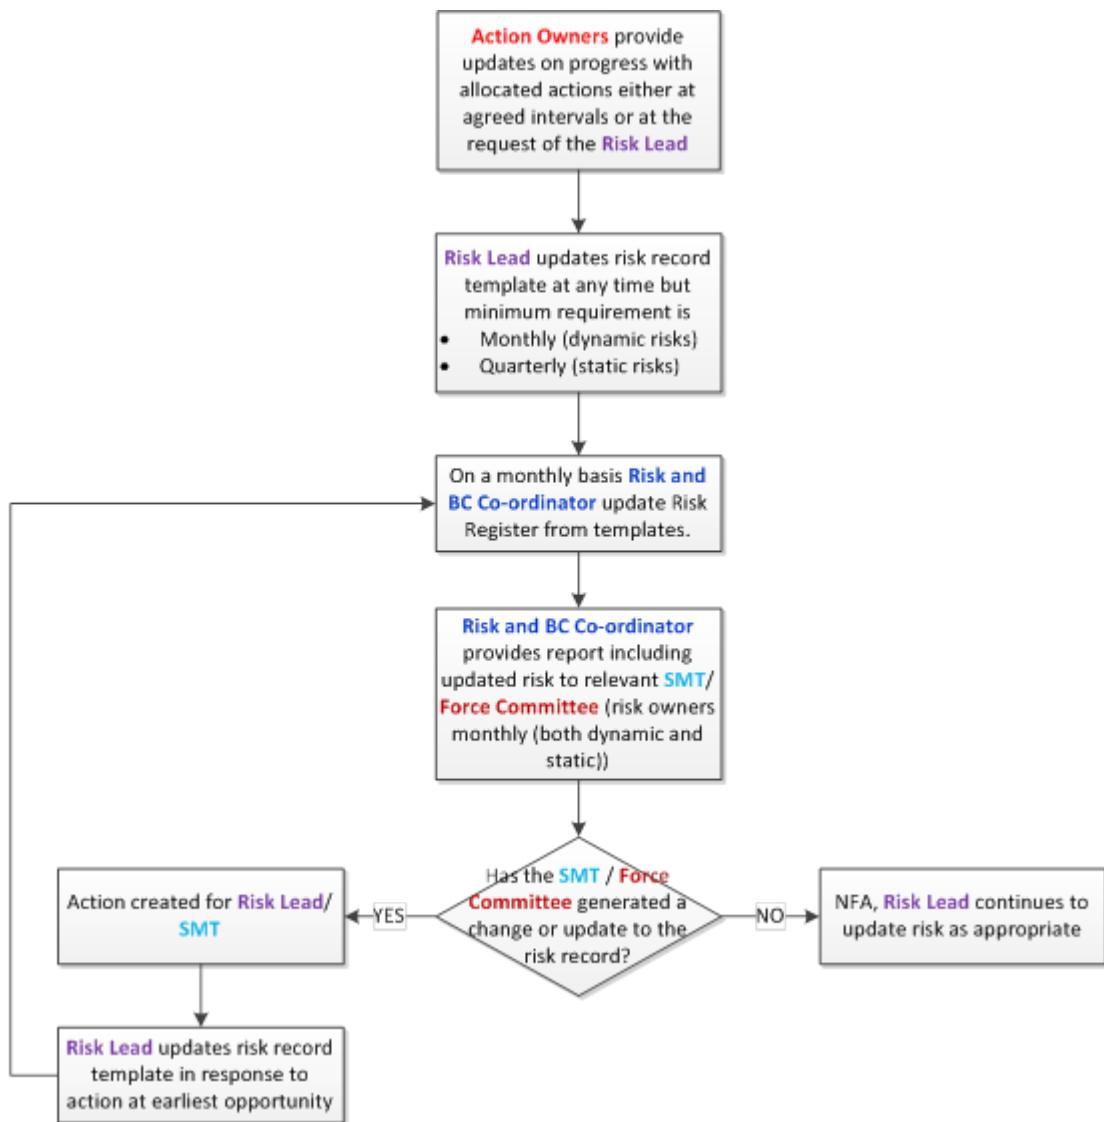 Action Owners provide
updates on progress with
allocated actions either at
agreed intervals or at the
request of the Risk Lead
Risk Lead updates risk record
template at any time but
minimum requirement is
• Monthly (dynamic risks)
• Quarterly (static risks)
On a monthly basis Risk and
BC Co-ordinator update Risk
Register from templates.
Risk and BC Co-ordinator
provides report including
updated risk to relevant SMT/
Force Committee (risk owners
monthly (both dynamic and
static))
Has the SMT / Force
Committee generated a
change or update to the
risk record?
YES
NO
Action created for Risk Lead/
SMT
NFA, Risk Lead continues to
update risk as appropriate
Risk Lead updates risk record
template in response to
action at earliest opportunity